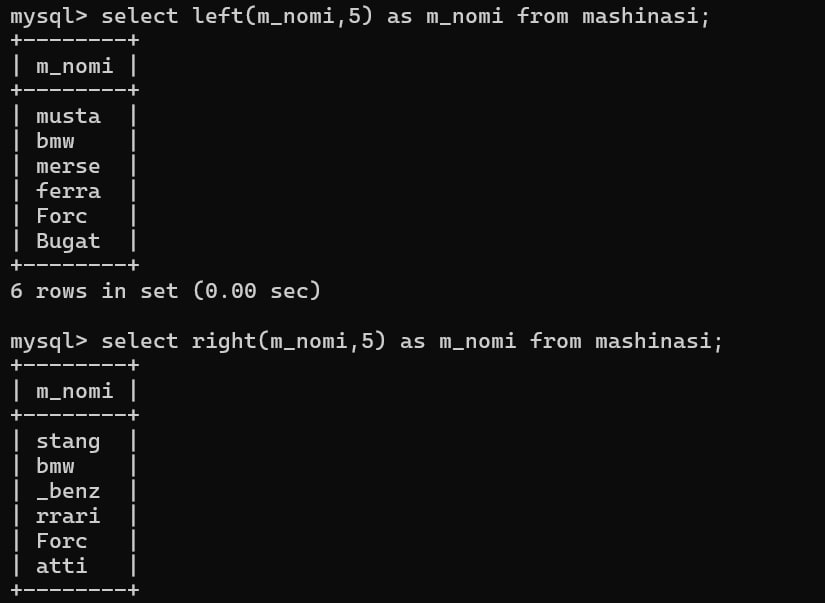 mysql> select left(m_nomi,5) as m_nomi from mashinasi;
+--------+
| m_nomi |
+--------+
| musta  |
| bmw    |
| merse  |
| ferra  |
| Forc   |
| Bugat  |
+--------+
6 rows in set (0.00 sec)

mysql> select right(m_nomi,5) as m_nomi from mashinasi;
+--------+
| m_nomi |
+--------+
| stang  |
| bmw    |
| _benz  |
| rrari  |
| Forc   |
| atti   |
+--------+